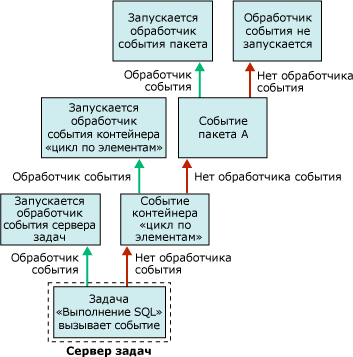 Запускается
обработчик
события пакета
Обработчик
события не
запускается
Обработчик
события
Нет обработчика
события
Запускается
обработчик
события контейнера
«цикл по элементам»
Событие
пакета A
Обработчик события
Нет обработчика события
Запускается
обработчик
события сервера
задач
Событие
контейнера
«цикл по
элементам»
Обработчик
события
Нет обработчика
события
Задача
«Выполнение SQL»
вызывает событие
Сервер задач